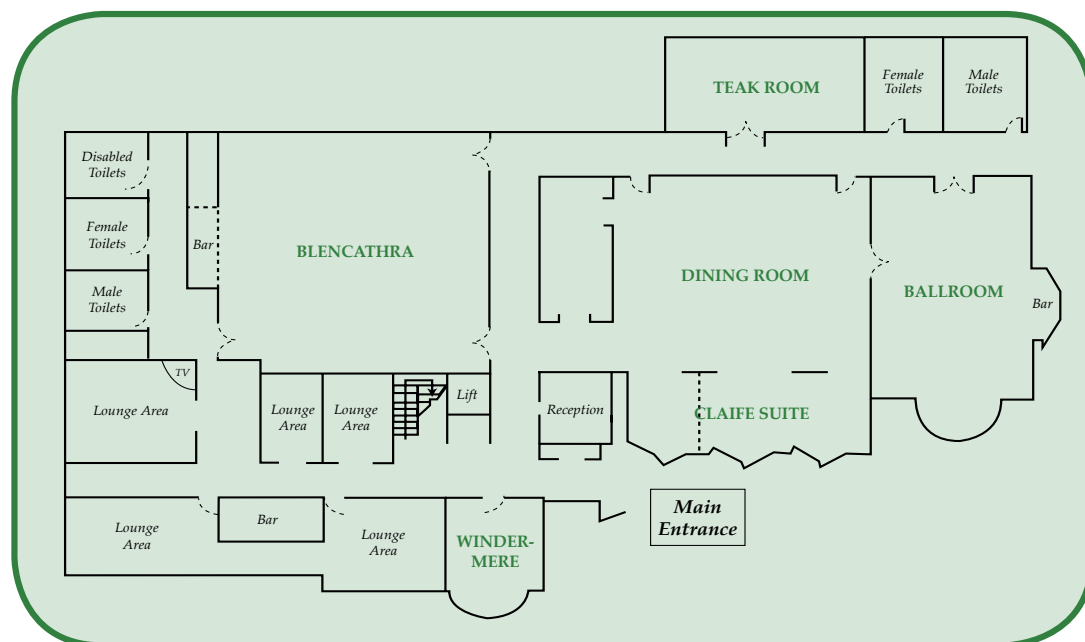 TEAK ROOM
Female
Toilets
Male
Toilets
Disabled
Toilets
Female
Toilets
Bar
BLENCATHRA
DINING ROOM
BALLROOM
Male
Toilets
Bar
TV
Lounge Area
Lounge
Area
Lounge
Area
Lift
Reception
CLAIFE SUITE
Main
Entrance
Lounge
Area
Bar
Lounge
Area
WINDER-
MERE